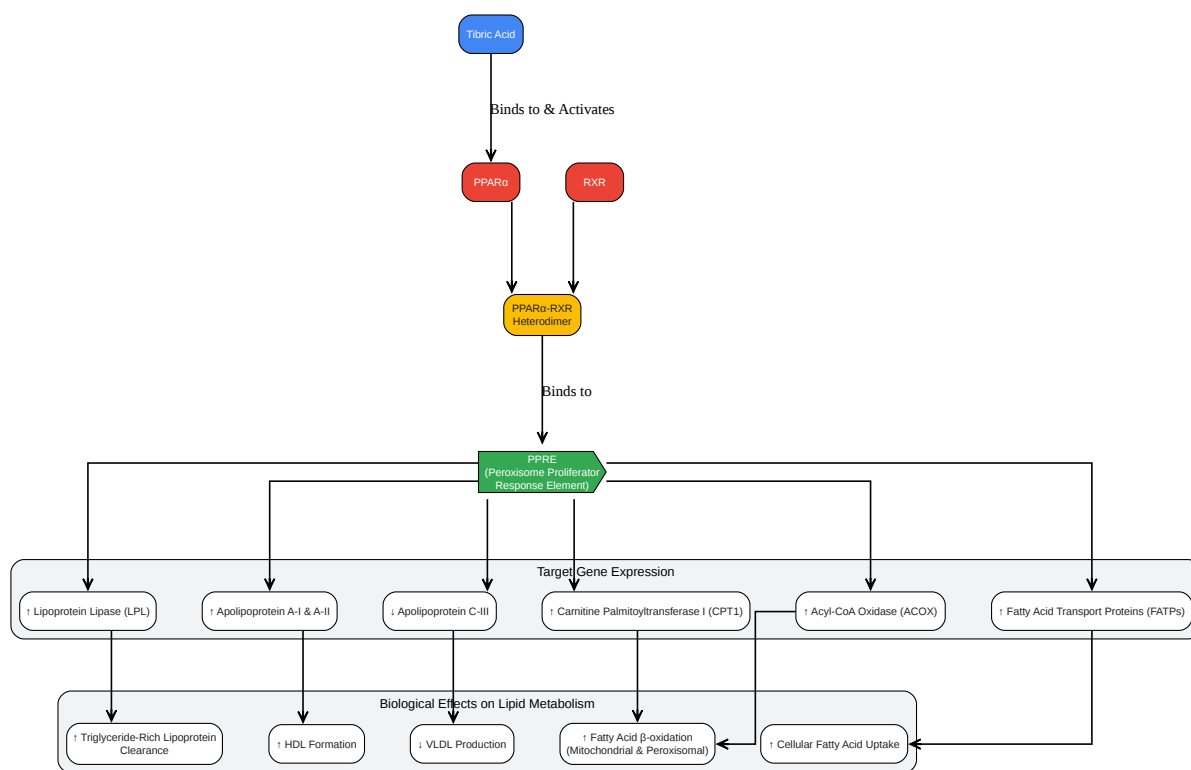 Tibric Acid
Binds to & Activates
PPARα
RXR
PPARα-RXR
Heterodimer
Binds to
PPRE
(Peroxisome Proliferator
Response Element)
Target Gene Expression
↑ Lipoprotein Lipase (LPL)
↑ Apolipoprotein A-I & A-II
↓ Apolipoprotein C-III
↑ Carnitine Palmitoyltransferase I (CPT1)
↑ Acyl-CoA Oxidase (ACOX)
↑ Fatty Acid Transport Proteins (FATPs)
Biological Effects on Lipid Metabolism
↑ Triglyceride-Rich Lipoprotein
Clearance
↑ HDL Formation
↓ VLDL Production
↑ Fatty Acid β-oxidation
(Mitochondrial & Peroxisomal)
↑ Cellular Fatty Acid Uptake